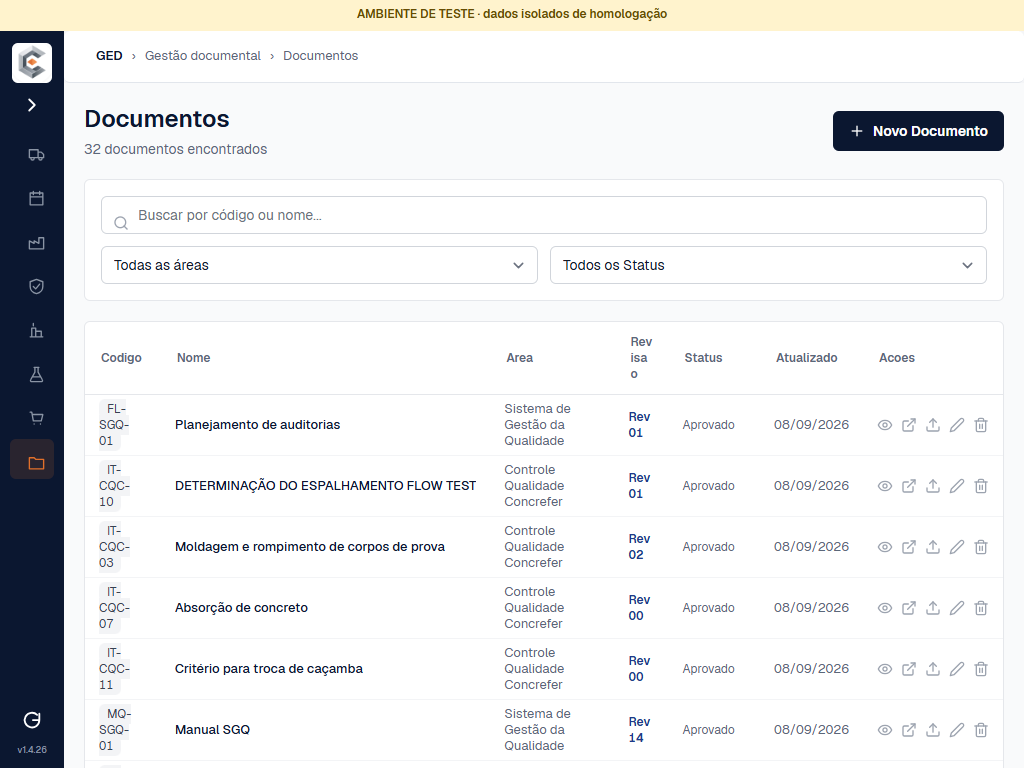 AMBIENTE DE TESTE · dados isolados de homologação
GED › Gestão documental › Documentos
Documentos
32 documentos encontrados
+ Novo Documento
Buscar por código ou nome...
Todas as áreas
Todos os Status
Codigo Nome Area Revisao Status Atualizado Acoes
FL-SGQ-01 Planejamento de auditorias Sistema de Gestão da Qualidade Rev 01 Aprovado 08/09/2026
IT-CQC-10 DETERMINAÇÃO DO ESPALHAMENTO FLOW TEST Controle Qualidade Concrefer Rev 01 Aprovado 08/09/2026
IT-CQC-03 Moldagem e rompimento de corpos de prova Controle Qualidade Concrefer Rev 02 Aprovado 08/09/2026
IT-CQC-07 Absorção de concreto Controle Qualidade Concrefer Rev 00 Aprovado 08/09/2026
IT-CQC-11 Critério para troca de caçamba Controle Qualidade Concrefer Rev 00 Aprovado 08/09/2026
MQ-SGQ-01 Manual SGQ Sistema de Gestão da Qualidade Rev 14 Aprovado 08/09/2026
v1.4.26